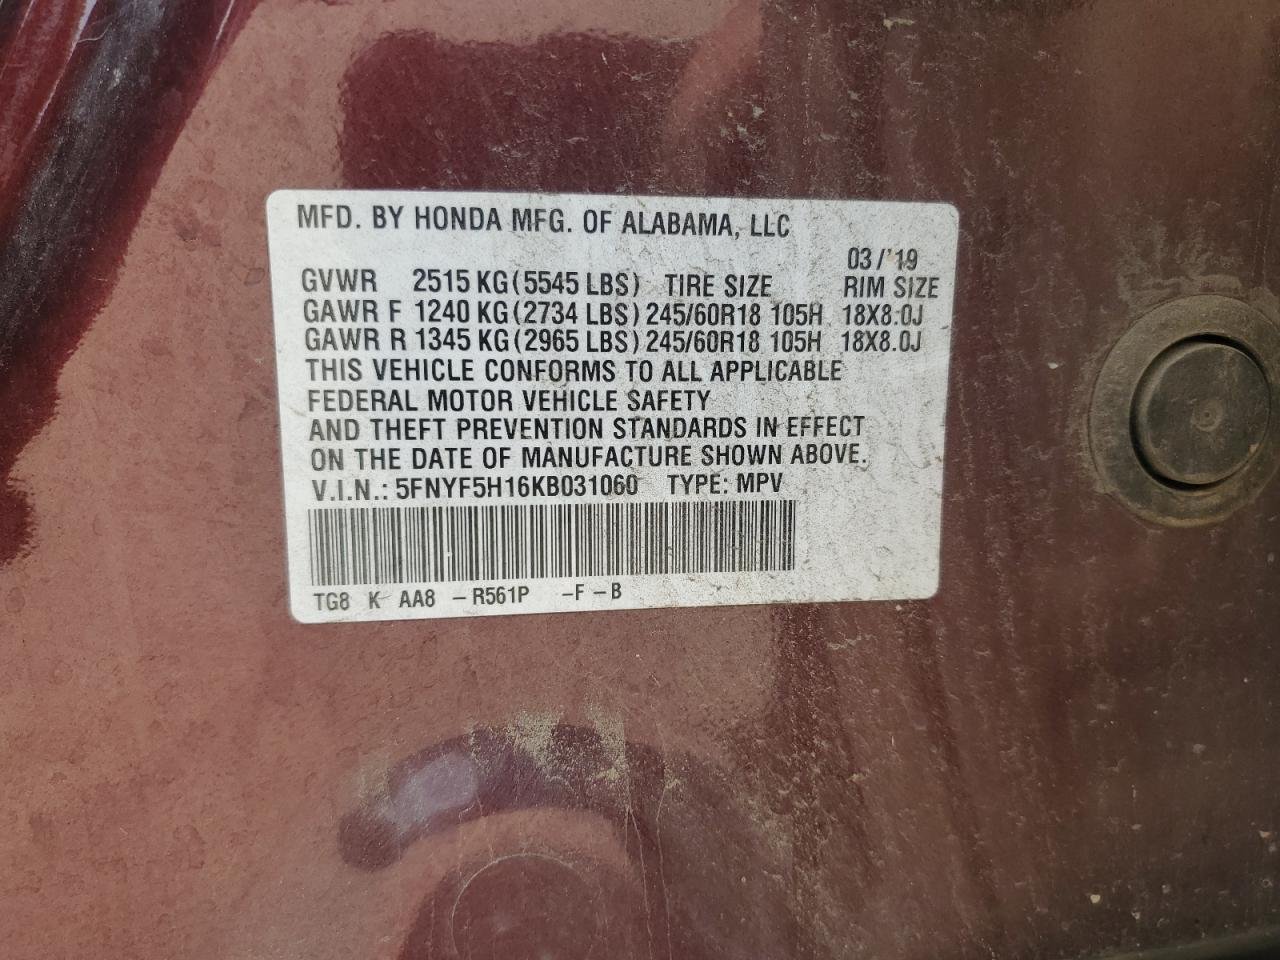 MFD. BY HONDA MFG. OF ALABAMA, LLC
03/'19
GVWR 2515 KG (5545 LBS) TIRE SIZE RIM SIZE
GAWR F 1240 KG (2734 LBS) 245/60R18 105H 18X8.0J
GAWR R 1345 KG (2965 LBS) 245/60R18 105H 18X8.0J
THIS VEHICLE CONFORMS TO ALL APPLICABLE
FEDERAL MOTOR VEHICLE SAFETY
AND THEFT PREVENTION STANDARDS IN EFFECT
ON THE DATE OF MANUFACTURE SHOWN ABOVE.
V.I.N.: 5FNYF5H16KB031060 TYPE: MPV
TG8 K AA8 -R561P -F-B